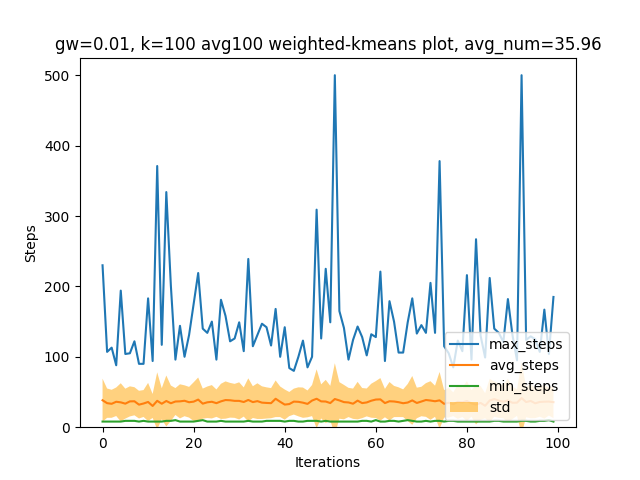 gw=0.01, k=100 avg100 weighted-kmeans plot, avg_num=35.96
500
400
300
200
100
0
Steps
max_steps
avg_steps
min_steps
std
0 20 40 60 80 100
Iterations